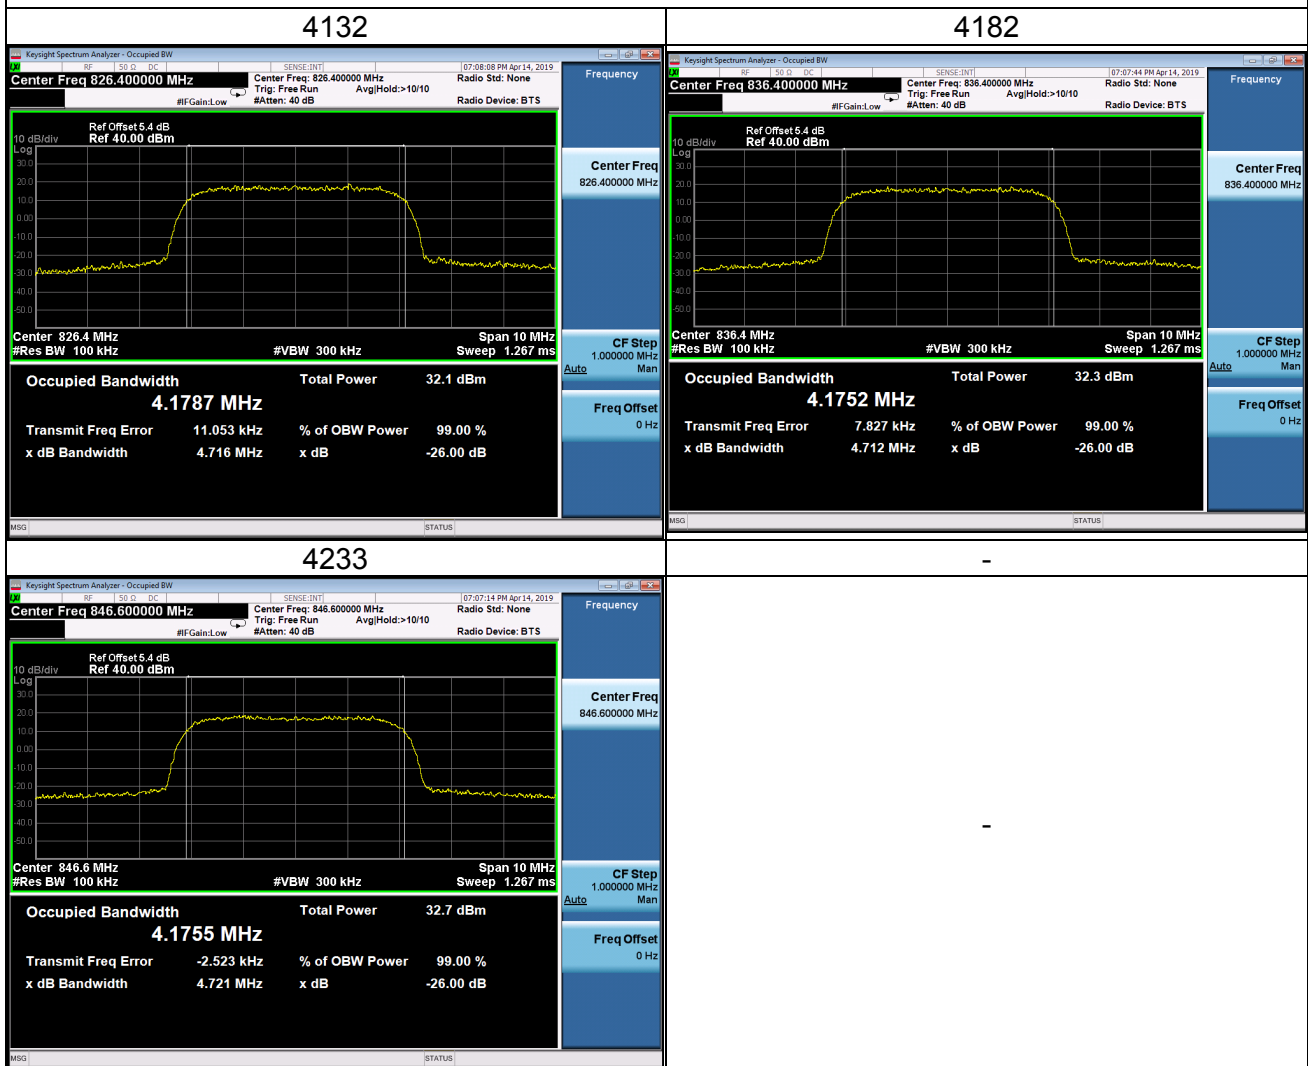 4132
4182
Keysight Spectrum Analyzer - Occupied BW
LXI RF 50 Ω DC SENSE:INT 07:08:08 PM Apr 14, 2019
Center Freq 826.400000 MHz
Center Freq: 826.400000 MHz Radio Std: None
Trig: Free Run Avg|Hold:>10/10
#IFGain:Low #Atten: 40 dB Radio Device: BTS
Ref Offset 5.4 dB
10 dB/div Ref 40.00 dBm
Log
30.0
20.0
10.0
0.00
-10.0
-20.0
-30.0
-40.0
-50.0
Center 826.4 MHz Span 10 MHz
#Res BW 100 kHz #VBW 300 kHz Sweep 1.267 ms
Occupied Bandwidth Total Power 32.1 dBm
4.1787 MHz
Transmit Freq Error 11.053 kHz % of OBW Power 99.00 %
x dB Bandwidth 4.716 MHz x dB -26.00 dB
MSG STATUS
Frequency
Center Freq
826.400000 MHz
CF Step
1.000000 MHz
Auto Man
Freq Offset
0 Hz
Keysight Spectrum Analyzer - Occupied BW
LXI RF 50 Ω DC SENSE:INT 07:07:44 PM Apr 14, 2019
Center Freq 836.400000 MHz
Center Freq: 836.400000 MHz Radio Std: None
Trig: Free Run Avg|Hold:>10/10
#IFGain:Low #Atten: 40 dB Radio Device: BTS
Ref Offset 5.4 dB
10 dB/div Ref 40.00 dBm
Log
30.0
20.0
10.0
0.00
-10.0
-20.0
-30.0
-40.0
-50.0
Center 836.4 MHz Span 10 MHz
#Res BW 100 kHz #VBW 300 kHz Sweep 1.267 ms
Occupied Bandwidth Total Power 32.3 dBm
4.1752 MHz
Transmit Freq Error 7.827 kHz % of OBW Power 99.00 %
x dB Bandwidth 4.712 MHz x dB -26.00 dB
MSG STATUS
Frequency
Center Freq
836.400000 MHz
CF Step
1.000000 MHz
Auto Man
Freq Offset
0 Hz
4233
-
Keysight Spectrum Analyzer - Occupied BW
LXI RF 50 Ω DC SENSE:INT 07:07:14 PM Apr 14, 2019
Center Freq 846.600000 MHz
Center Freq: 846.600000 MHz Radio Std: None
Trig: Free Run Avg|Hold:>10/10
#IFGain:Low #Atten: 40 dB Radio Device: BTS
Ref Offset 5.4 dB
10 dB/div Ref 40.00 dBm
Log
30.0
20.0
10.0
0.00
-10.0
-20.0
-30.0
-40.0
-50.0
Center 846.6 MHz Span 10 MHz
#Res BW 100 kHz #VBW 300 kHz Sweep 1.267 ms
Occupied Bandwidth Total Power 32.7 dBm
4.1755 MHz
Transmit Freq Error -2.523 kHz % of OBW Power 99.00 %
x dB Bandwidth 4.721 MHz x dB -26.00 dB
MSG STATUS
Frequency
Center Freq
846.600000 MHz
CF Step
1.000000 MHz
Auto Man
Freq Offset
0 Hz
-